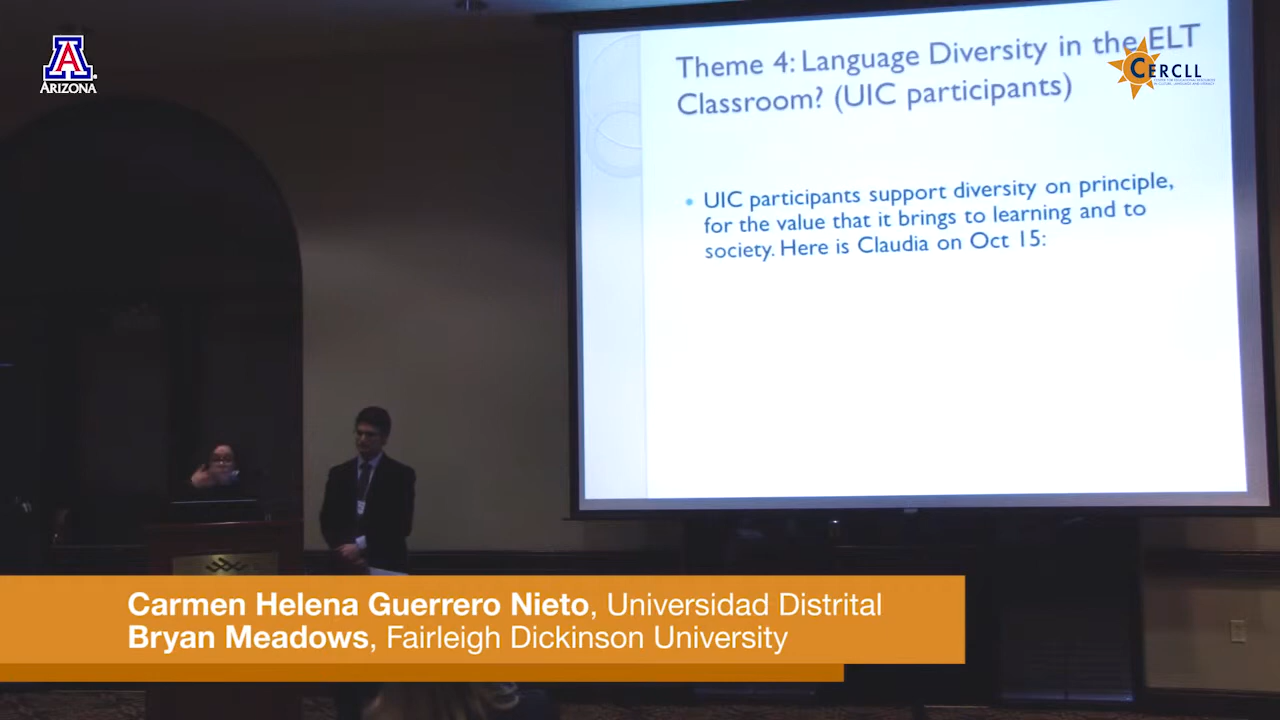 ARIZONA
Theme 4: Language Diversity in the ELT
Classroom? (UIC participants)
CERCLL
• UIC participants support diversity on principle,
for the value that it brings to learning and to
society. Here is Claudia on Oct 15:
Carmen Helena Guerrero Nieto, Universidad Distrital
Bryan Meadows, Fairleigh Dickinson University